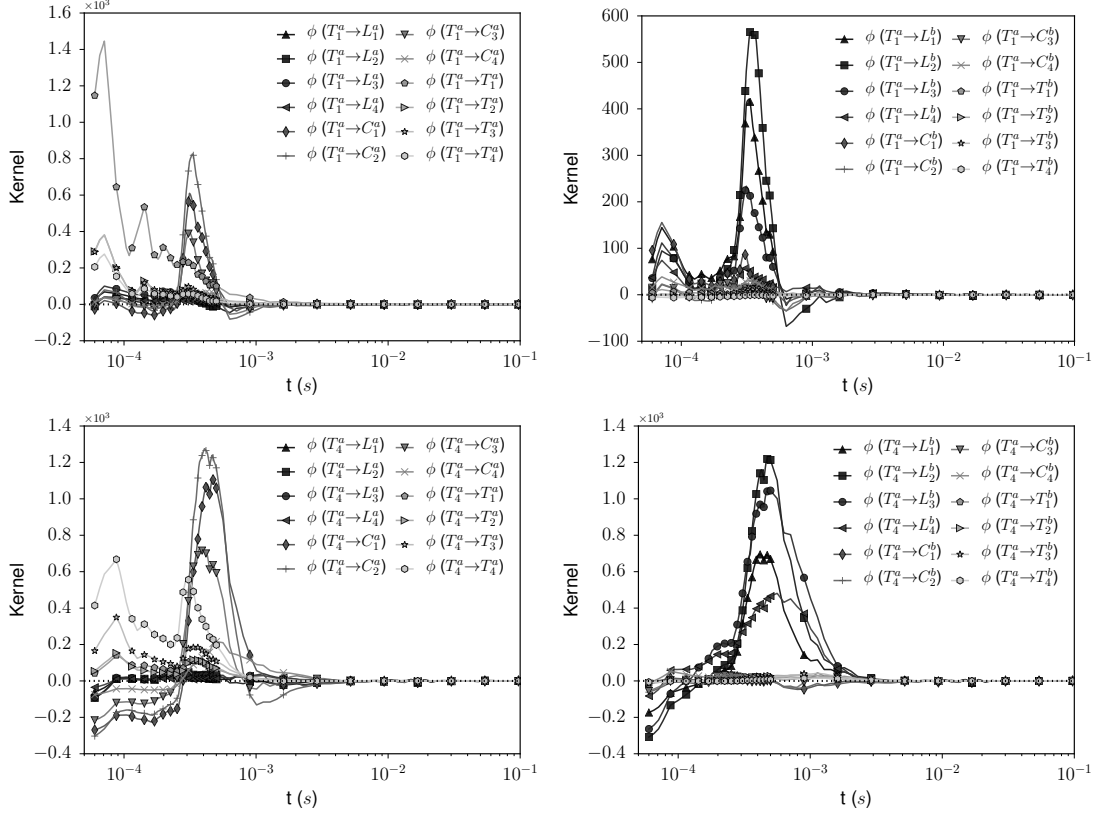 ×10³
1.6
1.4
1.2
1.0
0.8
0.6
0.4
0.2
0.0
−0.2
Kernel
10⁻⁴ 10⁻³ 10⁻² 10⁻¹
t (s)
ϕ (T₁ᵃ→L₁ᵃ) ϕ (T₁ᵃ→C₃ᵃ)
ϕ (T₁ᵃ→L₂ᵃ) ϕ (T₁ᵃ→C₄ᵃ)
ϕ (T₁ᵃ→L₃ᵃ) ϕ (T₁ᵃ→T₁ᵃ)
ϕ (T₁ᵃ→L₄ᵃ) ϕ (T₁ᵃ→T₂ᵃ)
ϕ (T₁ᵃ→C₁ᵃ) ϕ (T₁ᵃ→T₃ᵃ)
ϕ (T₁ᵃ→C₂ᵃ) ϕ (T₁ᵃ→T₄ᵃ)
600
500
400
300
200
100
0
−100
Kernel
10⁻⁴ 10⁻³ 10⁻² 10⁻¹
t (s)
ϕ (T₁ᵃ→L₁ᵇ) ϕ (T₁ᵃ→C₃ᵇ)
ϕ (T₁ᵃ→L₂ᵇ) ϕ (T₁ᵃ→C₄ᵇ)
ϕ (T₁ᵃ→L₃ᵇ) ϕ (T₁ᵃ→T₁ᵇ)
ϕ (T₁ᵃ→L₄ᵇ) ϕ (T₁ᵃ→T₂ᵇ)
ϕ (T₁ᵃ→C₁ᵇ) ϕ (T₁ᵃ→T₃ᵇ)
ϕ (T₁ᵃ→C₂ᵇ) ϕ (T₁ᵃ→T₄ᵇ)
×10³
1.4
1.2
1.0
0.8
0.6
0.4
0.2
0.0
−0.2
−0.4
Kernel
10⁻⁴ 10⁻³ 10⁻² 10⁻¹
t (s)
ϕ (T₄ᵃ→L₁ᵃ) ϕ (T₄ᵃ→C₃ᵃ)
ϕ (T₄ᵃ→L₂ᵃ) ϕ (T₄ᵃ→C₄ᵃ)
ϕ (T₄ᵃ→L₃ᵃ) ϕ (T₄ᵃ→T₁ᵃ)
ϕ (T₄ᵃ→L₄ᵃ) ϕ (T₄ᵃ→T₂ᵃ)
ϕ (T₄ᵃ→C₁ᵃ) ϕ (T₄ᵃ→T₃ᵃ)
ϕ (T₄ᵃ→C₂ᵃ) ϕ (T₄ᵃ→T₄ᵃ)
×10³
1.4
1.2
1.0
0.8
0.6
0.4
0.2
0.0
−0.2
−0.4
Kernel
10⁻⁴ 10⁻³ 10⁻² 10⁻¹
t (s)
ϕ (T₄ᵃ→L₁ᵇ) ϕ (T₄ᵃ→C₃ᵇ)
ϕ (T₄ᵃ→L₂ᵇ) ϕ (T₄ᵃ→C₄ᵇ)
ϕ (T₄ᵃ→L₃ᵇ) ϕ (T₄ᵃ→T₁ᵇ)
ϕ (T₄ᵃ→L₄ᵇ) ϕ (T₄ᵃ→T₂ᵇ)
ϕ (T₄ᵃ→C₁ᵇ) ϕ (T₄ᵃ→T₃ᵇ)
ϕ (T₄ᵃ→C₂ᵇ) ϕ (T₄ᵃ→T₄ᵇ)